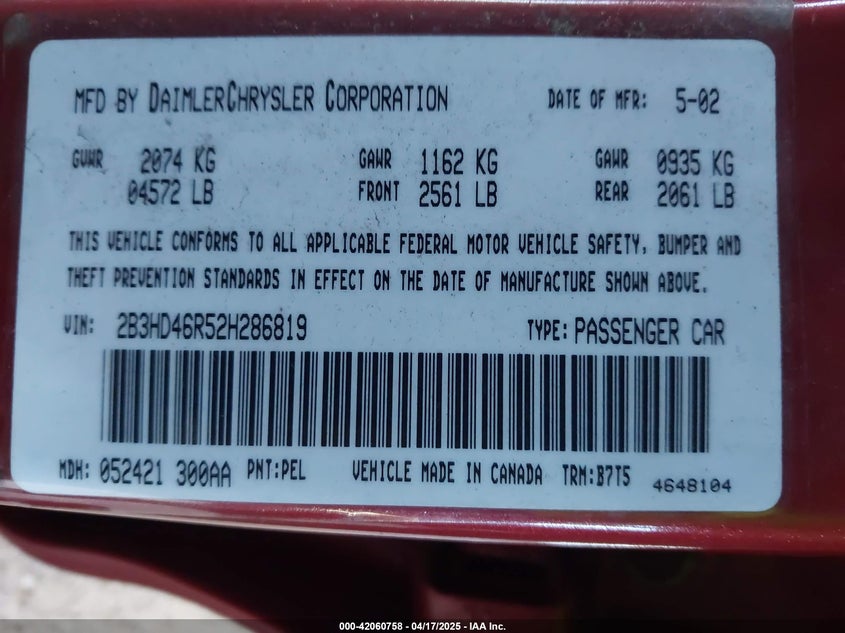 MFD BY DAIMLERCHRYSLER CORPORATION DATE OF MFR: 5-02
GVWR 2074 KG GAWR 1162 KG GAWR 0935 KG
04572 LB FRONT 2561 LB REAR 2061 LB
THIS VEHICLE CONFORMS TO ALL APPLICABLE FEDERAL MOTOR VEHICLE SAFETY, BUMPER AND
THEFT PREVENTION STANDARDS IN EFFECT ON THE DATE OF MANUFACTURE SHOWN ABOVE.
VIN: 2B3HD46R52H286819 TYPE: PASSENGER CAR
MDH: 052421 300AA PNT: PEL VEHICLE MADE IN CANADA TRM: B7T5 4648104
000-42060758 - 04/17/2025 - IAA Inc.